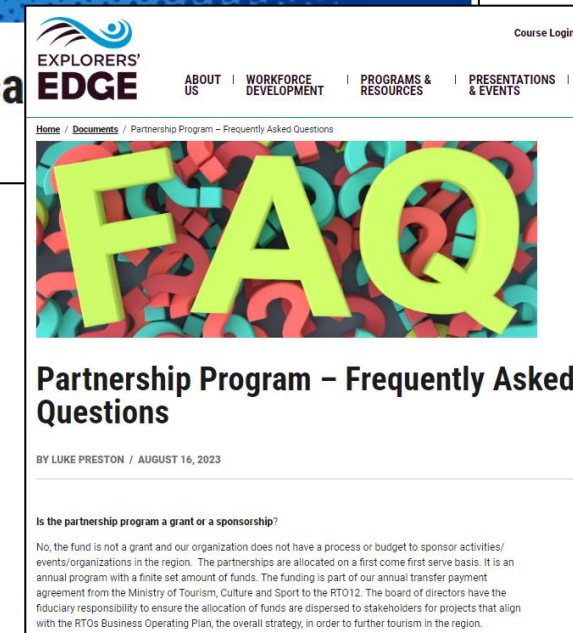 a
EXPLORERS'
EDGE
Course Login
ABOUT US | WORKFORCE DEVELOPMENT | PROGRAMS & RESOURCES | PRESENTATIONS & EVENTS |
Home / Documents / Partnership Program – Frequently Asked Questions
FAQ
Partnership Program – Frequently Asked
Questions
BY LUKE PRESTON / AUGUST 16, 2023
Is the partnership program a grant or a sponsorship?
No, the fund is not a grant and our organization does not have a process or budget to sponsor activities/
events/organizations in the region. The partnerships are allocated on a first come first serve basis. It is an
annual program with a finite set amount of funds. The funding is part of our annual transfer payment
agreement from the Ministry of Tourism, Culture and Sport to the RTO12. The board of directors have the
fiduciary responsibility to ensure the allocation of funds are dispersed to stakeholders for projects that align
with the RTOs Business Operating Plan, the overall strategy, in order to further tourism in the region.